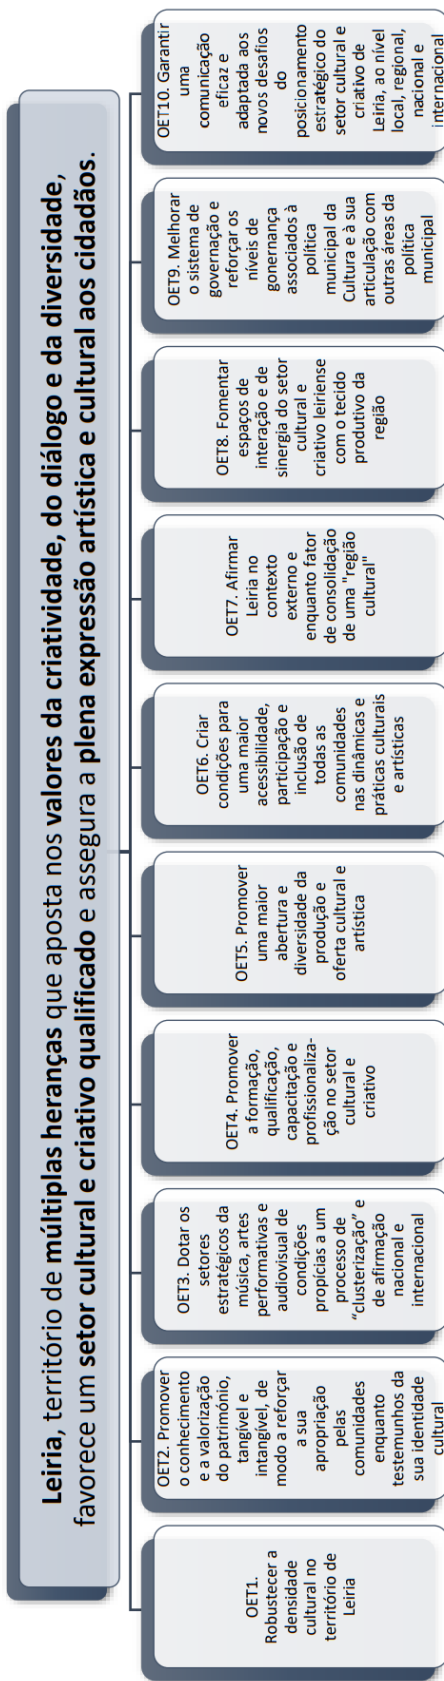 Leiria, território de múltiplas heranças que aposta nos valores da criatividade, do diálogo e da diversidade,
favorece um setor cultural e criativo qualificado e assegura a plena expressão artística e cultural aos cidadãos.
OET1.
Robustecer a
densidade
cultural no
território de
Leiria
OET2. Promover
o conhecimento
e a valorização
do património,
tangível e
intangível, de
modo a reforçar
a sua
apropriação
pelas
comunidades
enquanto
testemunhos da
sua identidade
cultural
OET3. Dotar os
setores
estratégicos da
música, artes
performativas e
audiovisual de
condições
propícias a um
processo de
“clusterização” e
de afirmação
nacional e
internacional
OET4. Promover
a formação,
qualificação,
capacitação e
profissionaliza-
ção no setor
cultural e
criativo
OET5. Promover
uma maior
abertura e
diversidade da
produção e
oferta cultural e
artística
OET6. Criar
condições para
uma maior
acessibilidade,
participação e
inclusão de
todas as
comunidades
nas dinâmicas e
práticas culturais
e artísticas
OET7. Afirmar
Leiria no
contexto
externo e
enquanto fator
de consolidação
de uma "região
cultural"
OET8. Fomentar
espaços de
interação e de
sinergia do setor
cultural e
criativo leiriense
com o tecido
produtivo da
região
OET9. Melhorar
o sistema de
governação e
reforçar os
níveis de
gonernança
associados à
política
municipal da
Cultura e à sua
articulação com
outras áreas da
política
municipal
OET10. Garantir
uma
comunicação
eficaz e
adaptada aos
novos desafios
do
posicionamento
estratégico do
setor cultural e
criativo de
Leiria, ao nível
local, regional,
nacional e
internacional